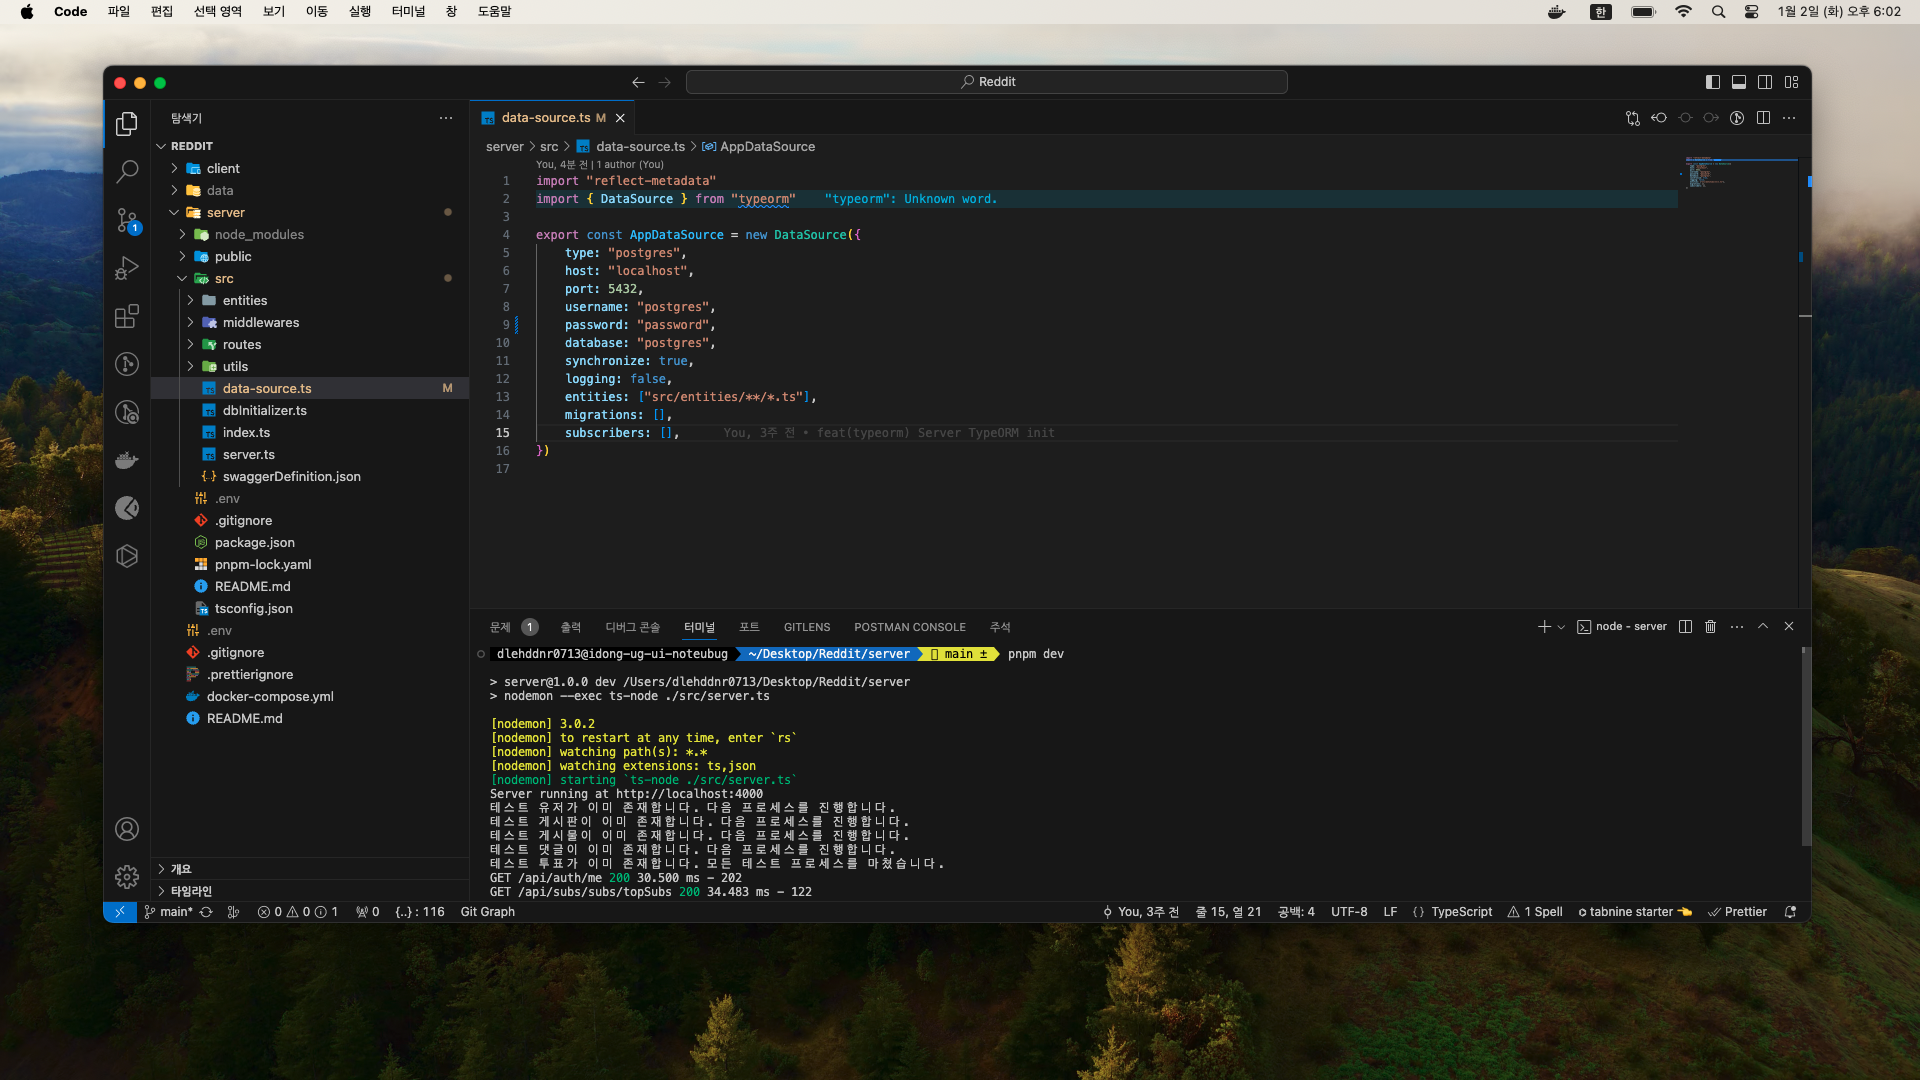 Code 파일 편집 선택 영역 보기 이동 실행 터미널 창 도움말 한 1월 2일 (화) 오후 6:02
Reddit
탐색기
REDDIT
client
data
server
node_modules
public
src
entities
middlewares
routes
utils
data-source.ts M
dbInitializer.ts
index.ts
server.ts
swaggerDefinition.json
.env
.gitignore
package.json
pnpm-lock.yaml
README.md
tsconfig.json
.env
.gitignore
.prettierignore
docker-compose.yml
README.md
개요
타임라인
data-source.ts M
server > src > data-source.ts > AppDataSource
You, 4분 전 | 1 author (You)
1 import "reflect-metadata"
2 import { DataSource } from "typeorm" "typeorm": Unknown word.
3
4 export const AppDataSource = new DataSource({
5 type: "postgres",
6 host: "localhost",
7 port: 5432,
8 username: "postgres",
9 password: "password",
10 database: "postgres",
11 synchronize: true,
12 logging: false,
13 entities: ["src/entities/**/*.ts"],
14 migrations: [],
15 subscribers: [], You, 3주 전 • feat(typeorm) Server TypeORM init
16 })
17
문제 1 출력 디버그 콘솔 터미널 포트 GITLENS POSTMAN CONSOLE 주석 node - server
dlehddnr0713@idong-ug-ui-noteubug ~/Desktop/Reddit/server main ± pnpm dev
> server@1.0.0 dev /Users/dlehddnr0713/Desktop/Reddit/server
> nodemon --exec ts-node ./src/server.ts
[nodemon] 3.0.2
[nodemon] to restart at any time, enter `rs`
[nodemon] watching path(s): *.*
[nodemon] watching extensions: ts,json
[nodemon] starting `ts-node ./src/server.ts`
Server running at http://localhost:4000
테스트 유저가 이미 존재합니다. 다음 프로세스를 진행합니다.
테스트 게시판이 이미 존재합니다. 다음 프로세스를 진행합니다.
테스트 게시물이 이미 존재합니다. 다음 프로세스를 진행합니다.
테스트 댓글이 이미 존재합니다. 다음 프로세스를 진행합니다.
테스트 투표가 이미 존재합니다. 모든 테스트 프로세스를 마쳤습니다.
GET /api/auth/me 200 30.500 ms - 202
GET /api/subs/subs/topSubs 200 34.483 ms - 122
1
main* 0 0 1 0 {..} : 116 Git Graph You, 3주 전 줄 15, 열 21 공백: 4 UTF-8 LF {} TypeScript 1 Spell tabnine starter Prettier